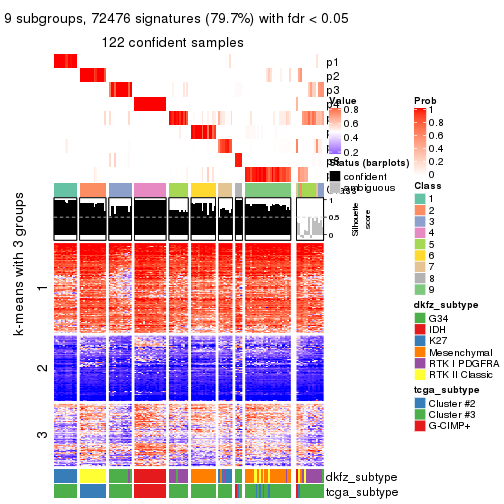 9 subgroups, 72476 signatures (79.7%) with fdr < 0.05
122 confident samples
p1
p2
p3
p4
Value
0.8
0.6
0.4
0.2
Status (barplots)
confident
ambiguous
1
0.5
0
Silhouette
score
k-means with 3 groups
1
2
3
Prob
1
0.8
0.6
0.4
0.2
0
Class
1
2
3
4
5
6
7
8
9
dkfz_subtype
G34
IDH
K27
Mesenchymal
RTK I PDGFRA
RTK II Classic
tcga_subtype
Cluster #2
Cluster #3
G-CIMP+
dkfz_subtype
tcga_subtype